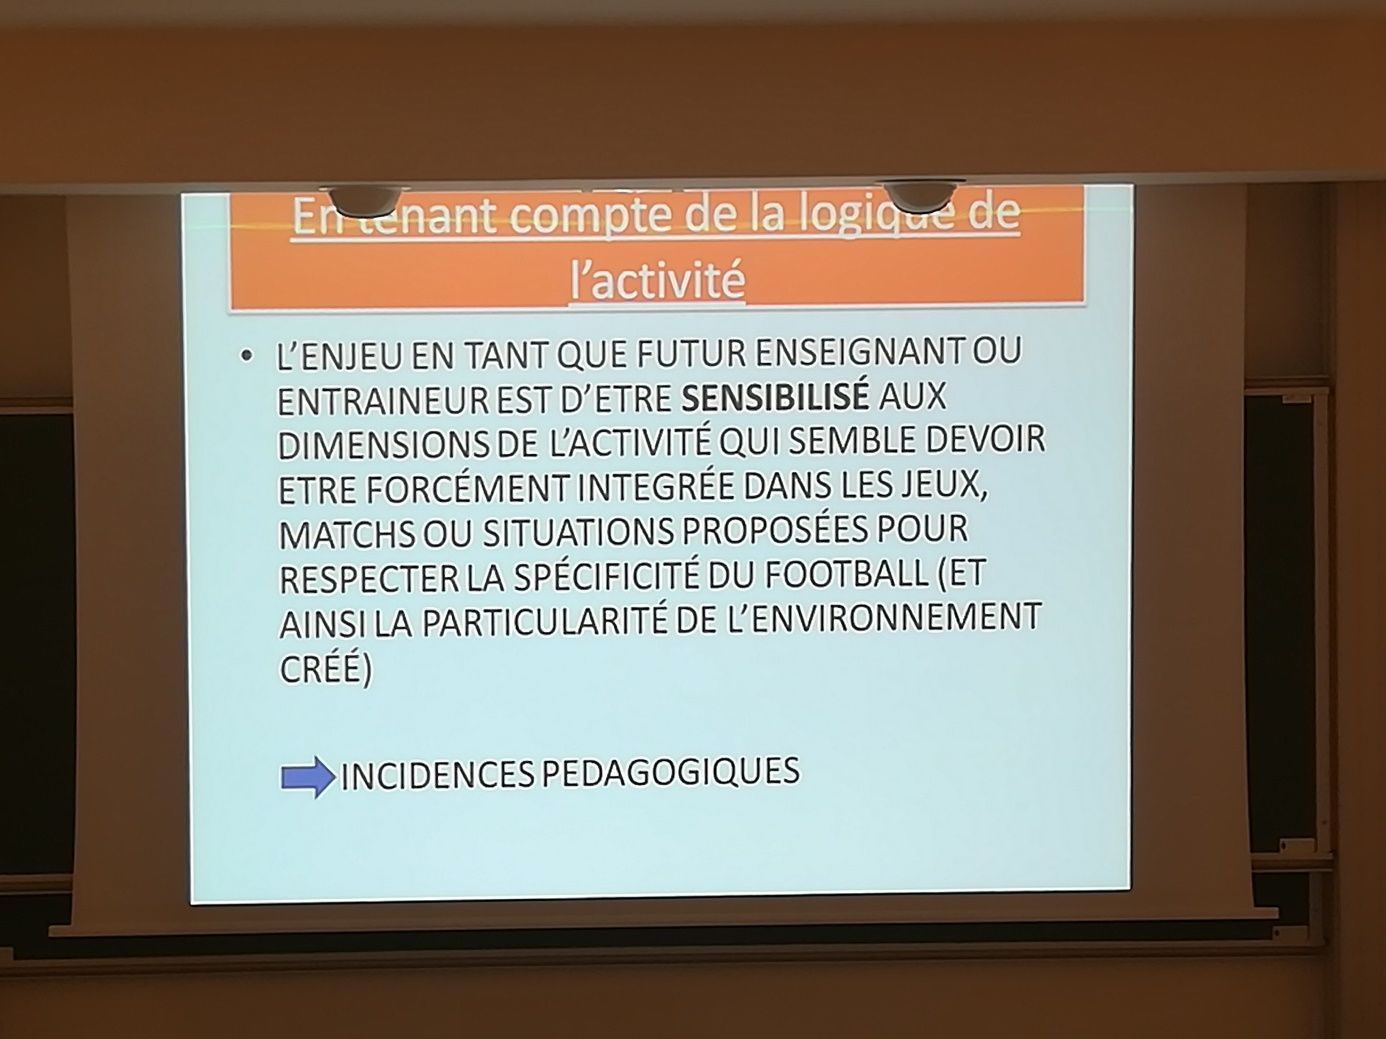 En tenant compte de la logique de
l'activité
• L'ENJEU EN TANT QUE FUTUR ENSEIGNANT OU
ENTRAINEUR EST D'ETRE SENSIBILISÉ AUX
DIMENSIONS DE L'ACTIVITÉ QUI SEMBLE DEVOIR
ETRE FORCÉMENT INTEGRÉE DANS LES JEUX,
MATCHS OU SITUATIONS PROPOSÉES POUR
RESPECTER LA SPÉCIFICITÉ DU FOOTBALL (ET
AINSI LA PARTICULARITÉ DE L'ENVIRONNEMENT
CRÉÉ)
INCIDENCES PEDAGOGIQUES